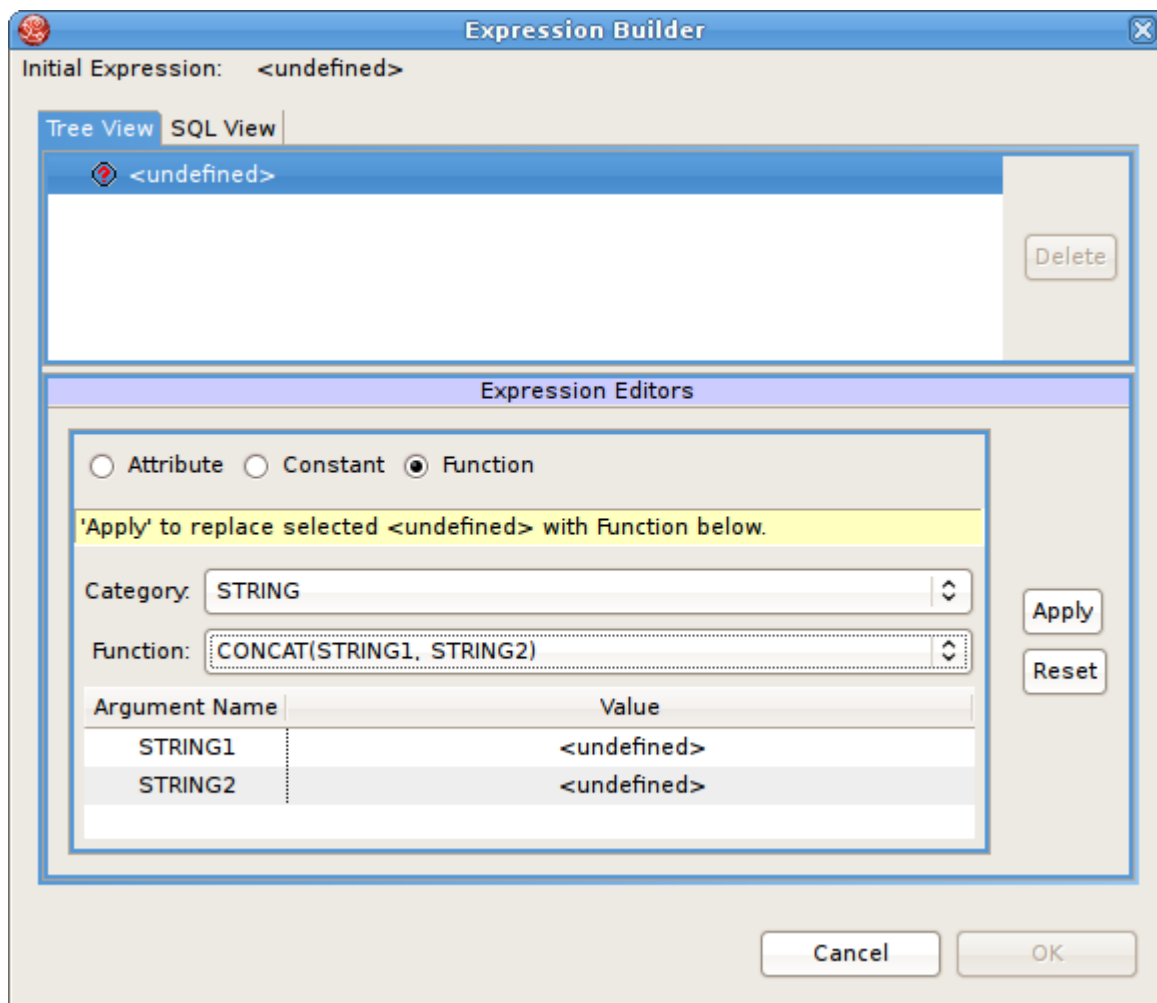 Expression Builder
Initial Expression: <undefined>
Tree View SQL View
<undefined>
Delete
Expression Editors
Attribute Constant Function
'Apply' to replace selected <undefined> with Function below.
Category: STRING
Apply
Function: CONCAT(STRING1, STRING2)
Reset
Argument Name Value
STRING1 <undefined>
STRING2 <undefined>
Cancel OK